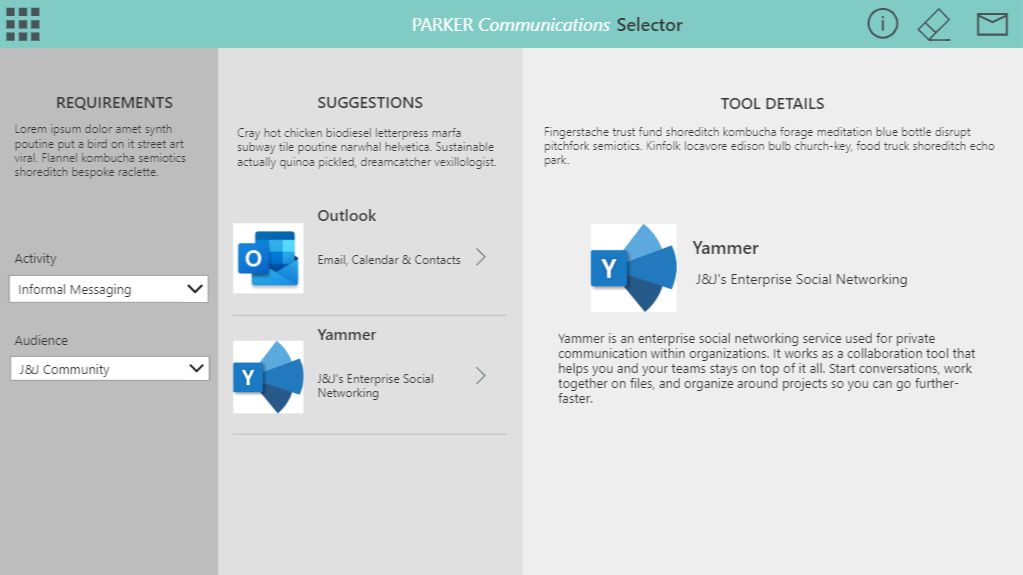 PARKER Communications Selector
REQUIREMENTS
Lorem ipsum dolor amet synth
poutine put a bird on it street art
viral. Flannel kombucha semiotics
shoreditch bespoke raclette.
Activity
Informal Messaging
Audience
J&J Community
SUGGESTIONS
Cray hot chicken biodiesel letterpress marfa
subway tile poutine narwhal helvetica. Sustainable
actually quinoa pickled, dreamcatcher vexillologist.
Outlook
O
Email, Calendar & Contacts
Yammer
Y
J&J's Enterprise Social
Networking
TOOL DETAILS
Fingerstache trust fund shoreditch kombucha forage meditation blue bottle disrupt
pitchfork semiotics. Kinfolk locavore edison bulb church-key, food truck shoreditch echo
park.
Y
Yammer
J&J's Enterprise Social Networking
Yammer is an enterprise social networking service used for private
communication within organizations. It works as a collaboration tool that
helps you and your teams stays on top of it all. Start conversations, work
together on files, and organize around projects so you can go further-
faster.